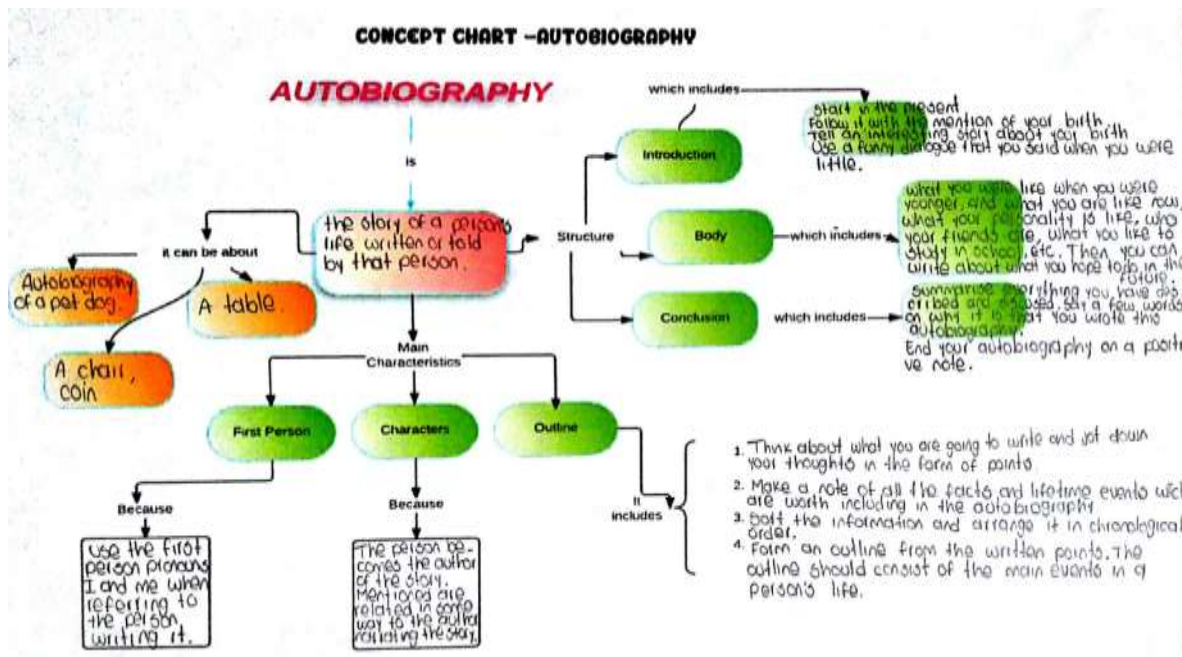 CONCEPT CHART -AUTOBIOGRAPHY
AUTOBIOGRAPHY
is
the story of a person's
life written or told
by that person.
it can be about
Autobiography
of a pet dog.
A table.
A chair,
coin
Structure
Introduction
which includes
Start in the present
Follow it with the mention of your birth
Tell an interesting story about your birth
Use a funny dialogue that you said when you were
little.
Body
which includes
what you were like when you were
younger, and what you are like now,
what your personality is like, who
your friends are, what you like to
study in school, etc. Then you can
write about what you hope to do in the
future.
Conclusion
which includes
summarise everything you have des
cribed and discused. say a few words
on why it is that you wrote this
autobiography.
End your autobiography on a positi
ve note.
Main
Characteristics
First Person
Characters
Outline
Because
use the first
person pronouns
I and me when
referring to
the person
writing it.
Because
The person be-
comes the author
of the story.
Mentioned are
related in some
way to the author
narrating the story.
It
includes
1. Think about what you are going to write and jot down
your thoughts in the form of points
2. Make a note of all the facts and lifetime events wich
are worth including in the autobiography
3. Sort the information and arrange it in chronological
order.
4. Form an outline from the written points. The
outline should consist of the main events in a
person's life.